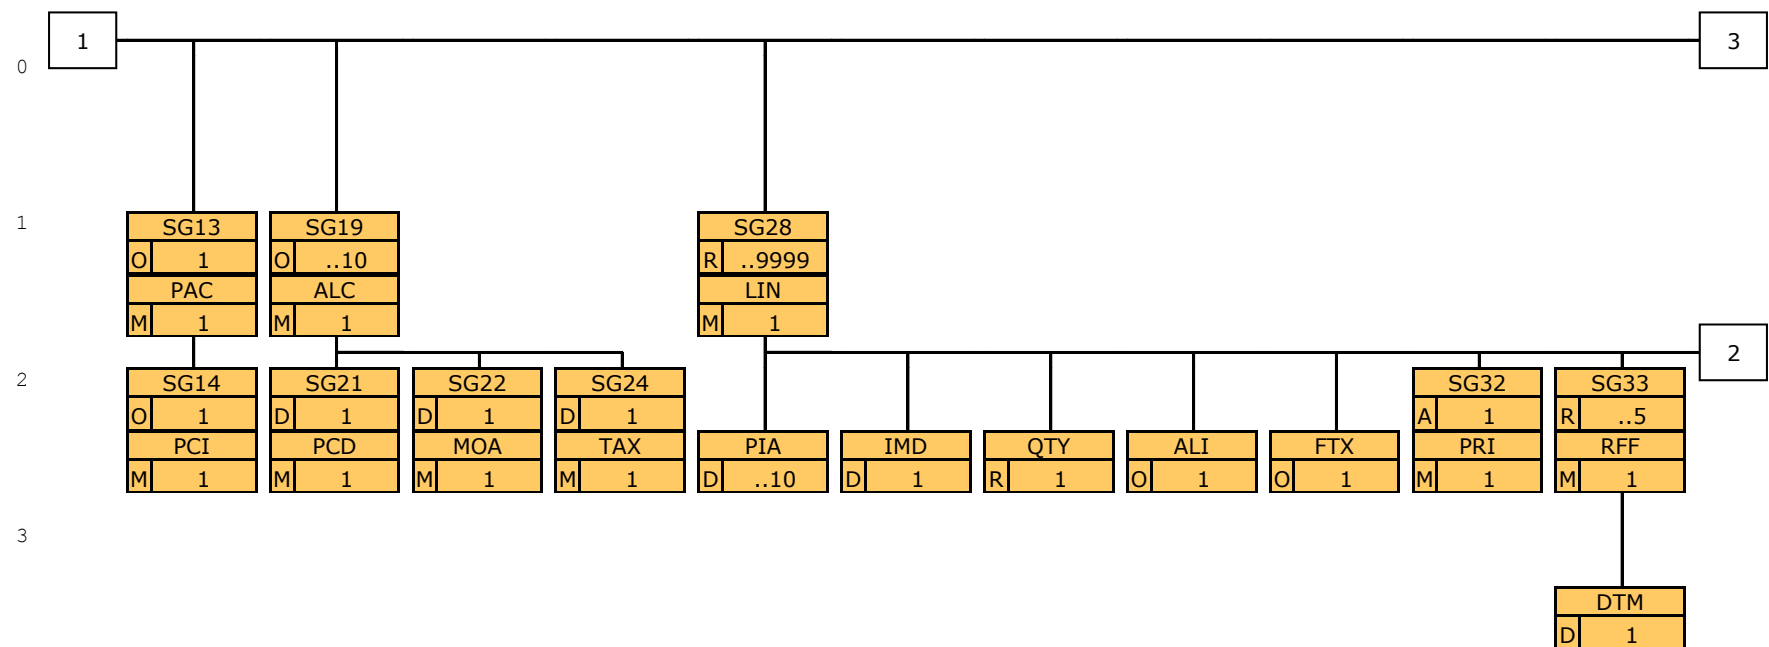 1 3
0
1
SG13 SG19 SG28
O 1 O ..10 R ..9999
PAC ALC LIN
M 1 M 1 M 1
2
2
SG14 SG21 SG22 SG24 SG32 SG33
O 1 D 1 D 1 D 1 A 1 R ..5
PCI PCD MOA TAX PIA IMD QTY ALI FTX PRI RFF
M 1 M 1 M 1 M 1 D ..10 D 1 R 1 O 1 O 1 M 1 M 1
3
DTM
D 1